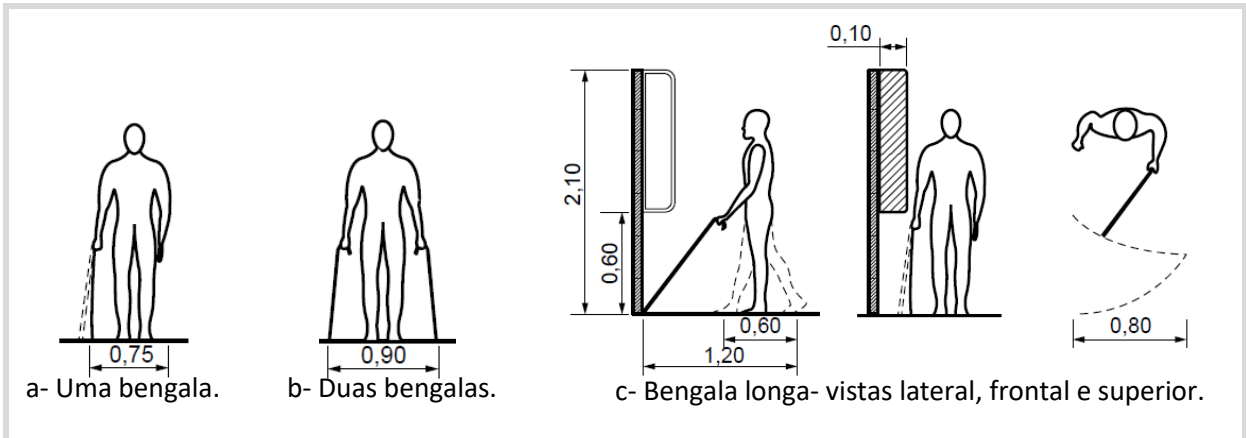 0,10
2,10
0,60
0,60
1,20
0,75
0,90
0,80
a- Uma bengala.
b- Duas bengalas.
c- Bengala longa- vistas lateral, frontal e superior.